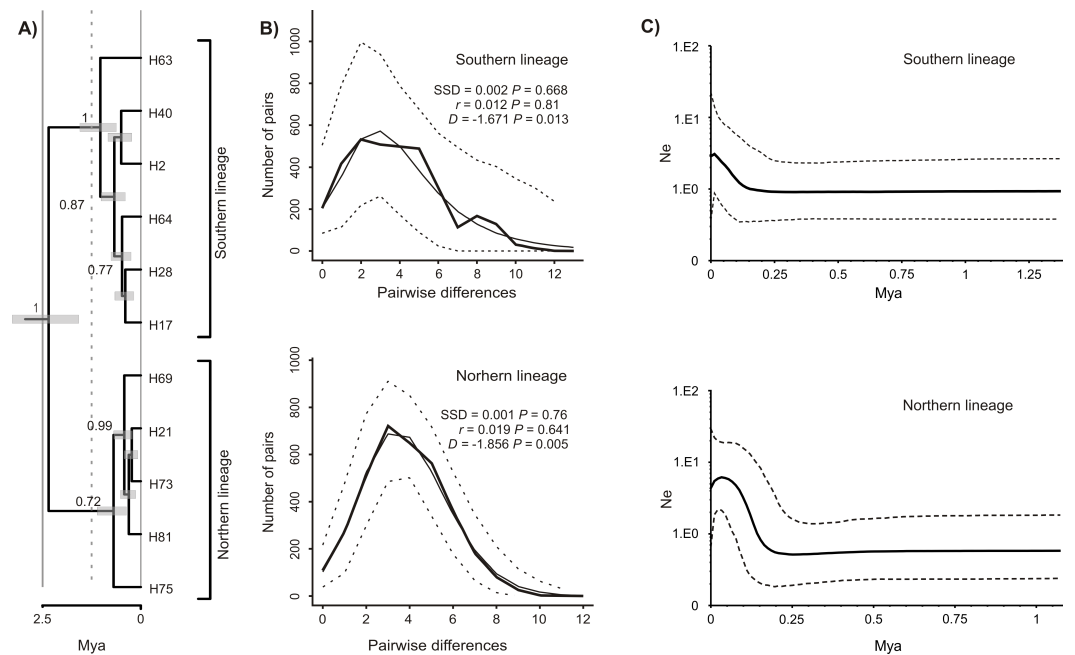 A)
H63
H40
1
H2
0.87
H64
0.77
H28
1
H17
Southern lineage
H69
0.99
H21
H73
0.72
H81
H75
Northern lineage
2.5 0
Mya
B)
Southern lineage
SSD = 0.002 P = 0.668
r = 0.012 P = 0.81
D = -1.671 P = 0.013
Number of pairs
1000
800
600
400
200
0
0 2 4 6 8 10 12
Pairwise differences
Norhern lineage
SSD = 0.001 P = 0.76
r = 0.019 P = 0.641
D = -1.856 P = 0.005
Number of pairs
1000
800
600
400
200
0
0 2 4 6 8 10 12
Pairwise differences
C)
Southern lineage
Ne
1.E2
1.E1
1.E0
0
0 0.25 0.5 0.75 1 1.25
Mya
Northern lineage
Ne
1.E2
1.E1
1.E0
0
0 0.25 0.5 0.75 1
Mya